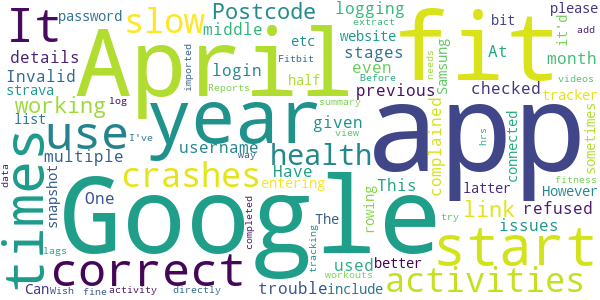 It
April
slow
fit
Postcode
middle
logging
website
stages
even
At
bit
please
it'd
month
password
details
Invalid
strava
working
list
login
etc
half
previous
checked
tracker
Samsung
extract
Before
add
needs
Fitbit
imported
Reports
log
I've
summary
view
way
videos
times
use
year
app
username
multiple
health
given
Have
This
complained
connected
latter
hrs
However
sometimes
fitness
data
snapshot
One
crashes
entering
The
rowing
link
refused
issues
Google
start
correct
completed
tracking
used
better
try
workouts
activities
lags
Can
Wish
fine
activity
directly
trouble
include